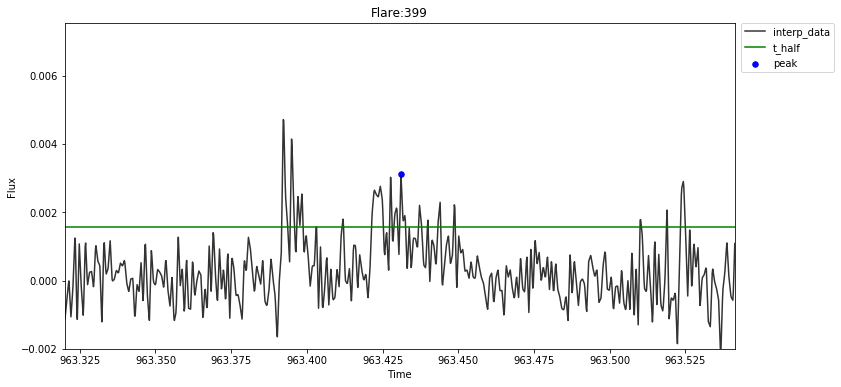 Flare:399
interp_data
t_half
peak
Flux
0.006
0.004
0.002
0.000
−0.002
963.325
963.350
963.375
963.400
963.425
963.450
963.475
963.500
963.525
Time